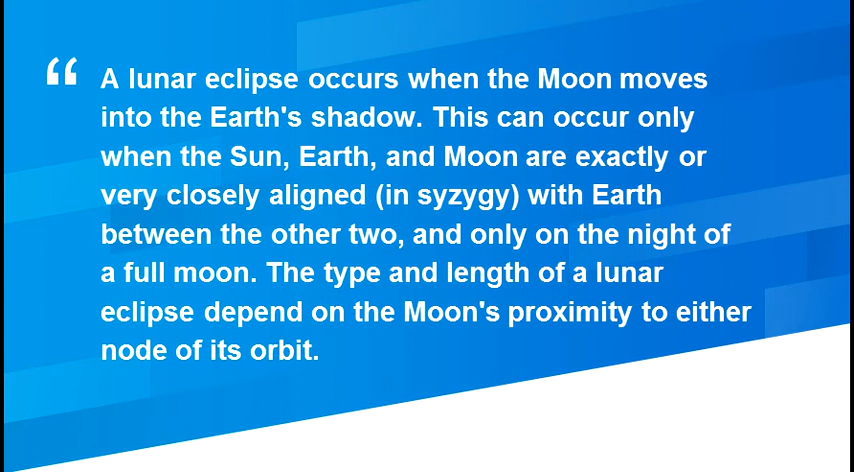 “ A lunar eclipse occurs when the Moon moves
into the Earth's shadow. This can occur only
when the Sun, Earth, and Moon are exactly or
very closely aligned (in syzygy) with Earth
between the other two, and only on the night of
a full moon. The type and length of a lunar
eclipse depend on the Moon's proximity to either
node of its orbit.